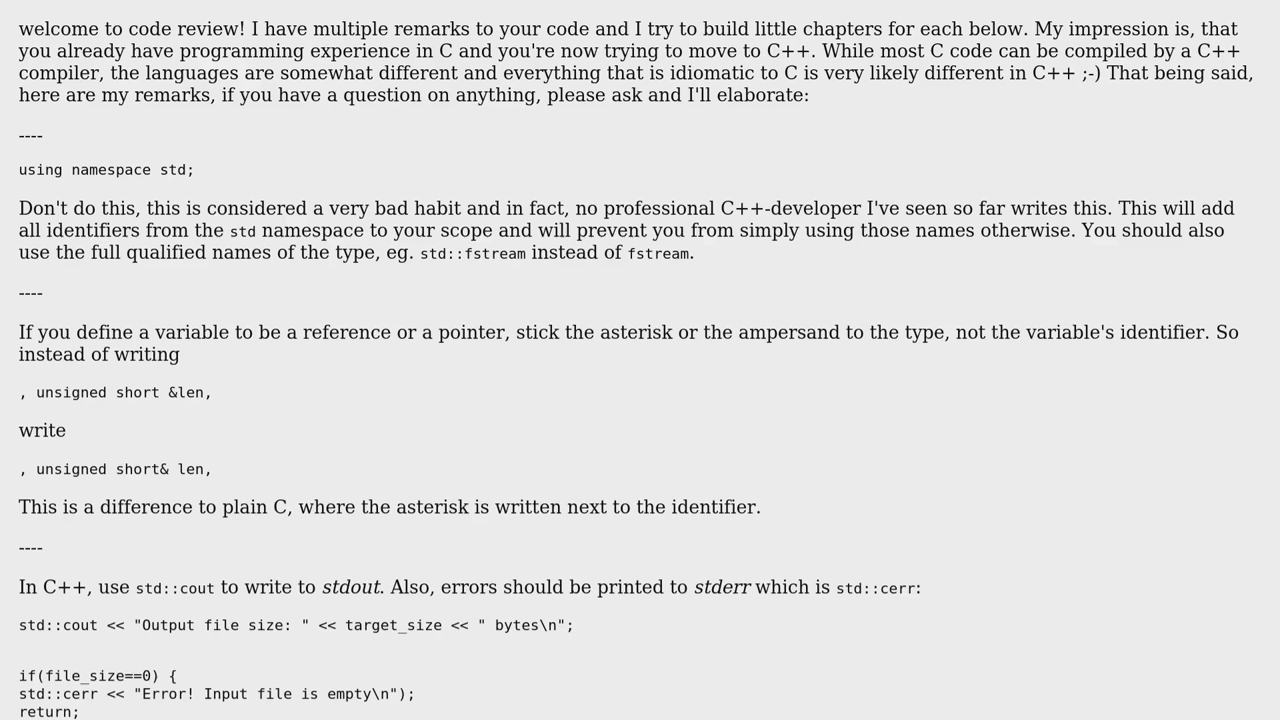 welcome to code review! I have multiple remarks to your code and I try to build little chapters for each below. My impression is, that
you already have programming experience in C and you're now trying to move to C++. While most C code can be compiled by a C++
compiler, the languages are somewhat different and everything that is idiomatic to C is very likely different in C++ ;-) That being said,
here are my remarks, if you have a question on anything, please ask and I'll elaborate:
----
using namespace std;
Don't do this, this is considered a very bad habit and in fact, no professional C++-developer I've seen so far writes this. This will add
all identifiers from the std namespace to your scope and will prevent you from simply using those names otherwise. You should also
use the full qualified names of the type, eg. std::fstream instead of fstream.
----
If you define a variable to be a reference or a pointer, stick the asterisk or the ampersand to the type, not the variable's identifier. So
instead of writing
, unsigned short &len,
write
, unsigned short& len,
This is a difference to plain C, where the asterisk is written next to the identifier.
----
In C++, use std::cout to write to stdout. Also, errors should be printed to stderr which is std::cerr:
std::cout << "Output file size: " << target_size << " bytes\n";
if(file_size==0) {
std::cerr << "Error! Input file is empty\n");
return;